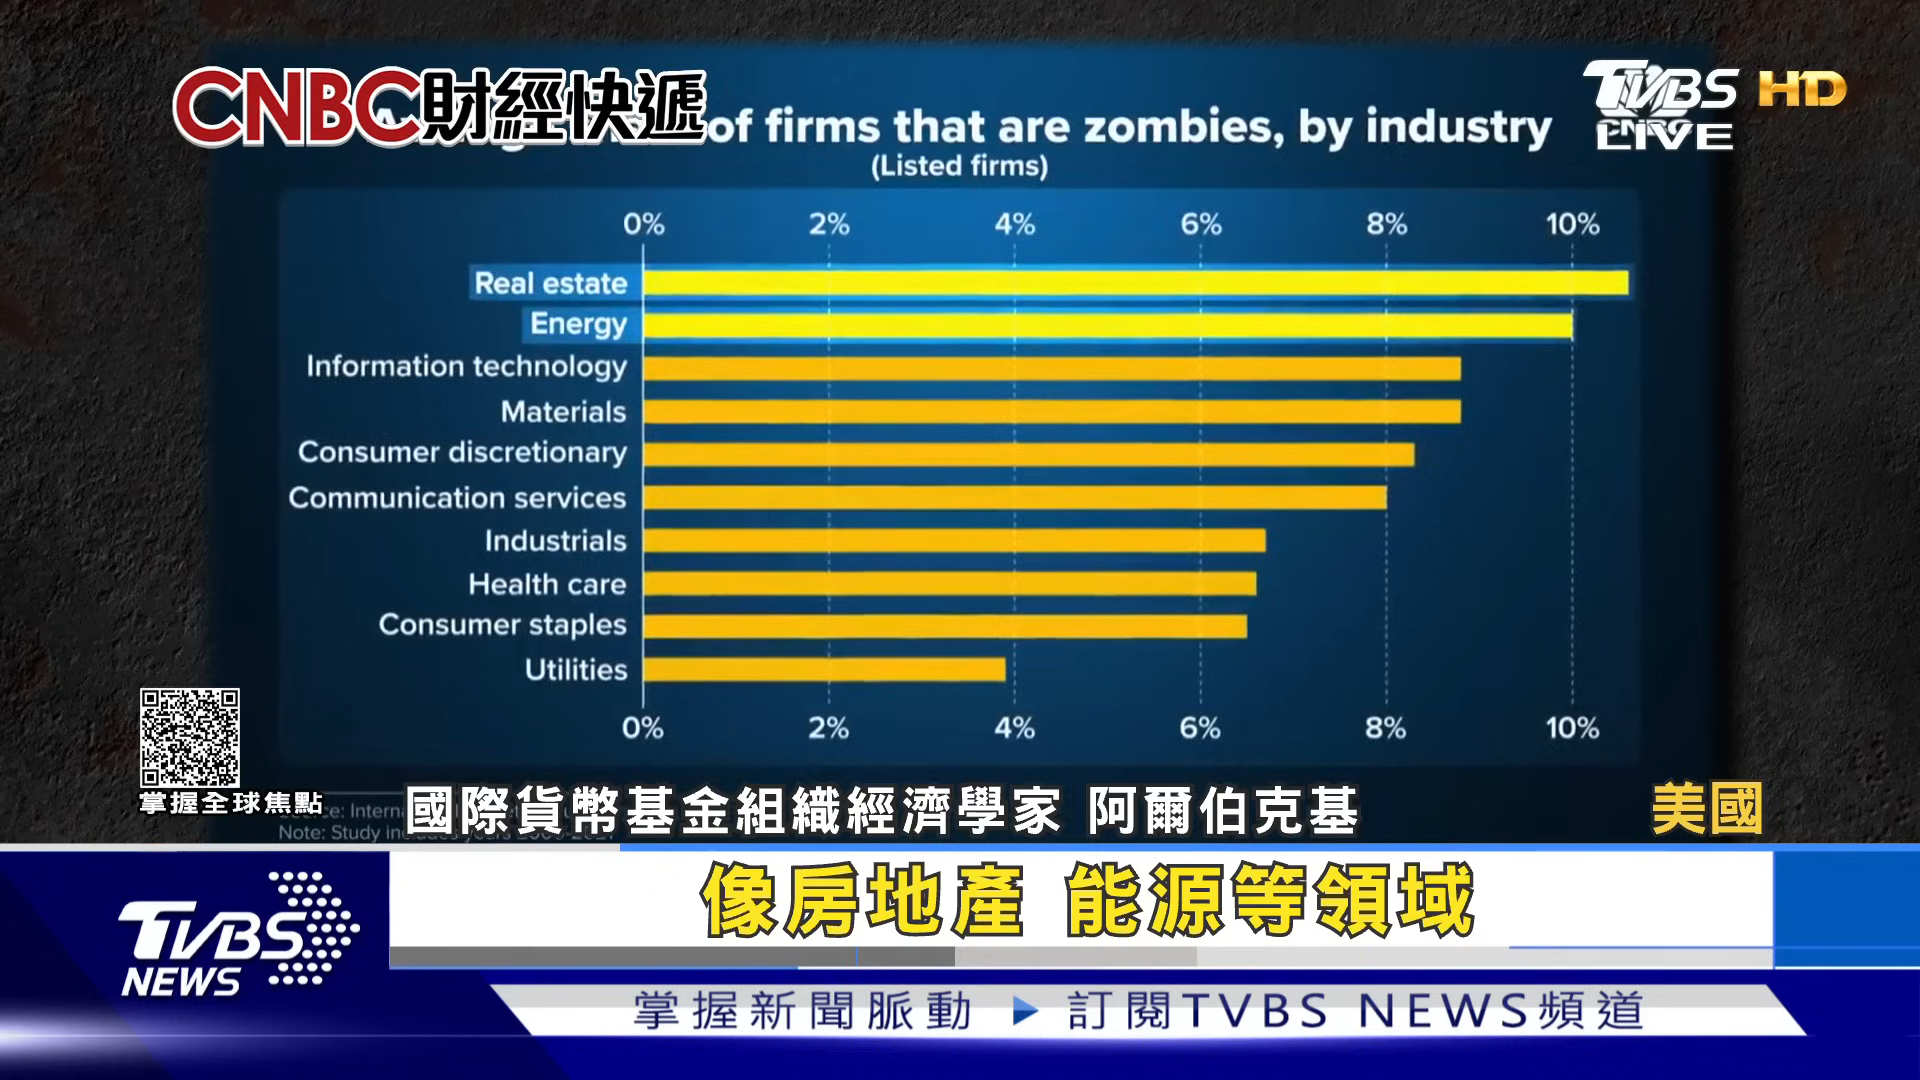 CNBC財經快遞
of firms that are zombies, by industry
(Listed firms)
TVBS HD
LIVE
0% 2% 4% 6% 8% 10%
Real estate
Energy
Information technology
Materials
Consumer discretionary
Communication services
Industrials
Health care
Consumer staples
Utilities
0% 2% 4% 6% 8% 10%
掌握全球焦點
Note: Study
國際貨幣基金組織經濟學家 阿爾伯克基
美國
像房地產 能源等領域
TVBS
NEWS
掌握新聞脈動 ▶ 訂閱TVBS NEWS頻道